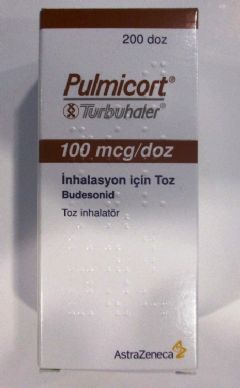 200 doz
Pulmicort®
Turbuhaler®
100 mcg/doz
İnhalasyon için Toz
Budesonid
Toz inhalatör
AstraZeneca